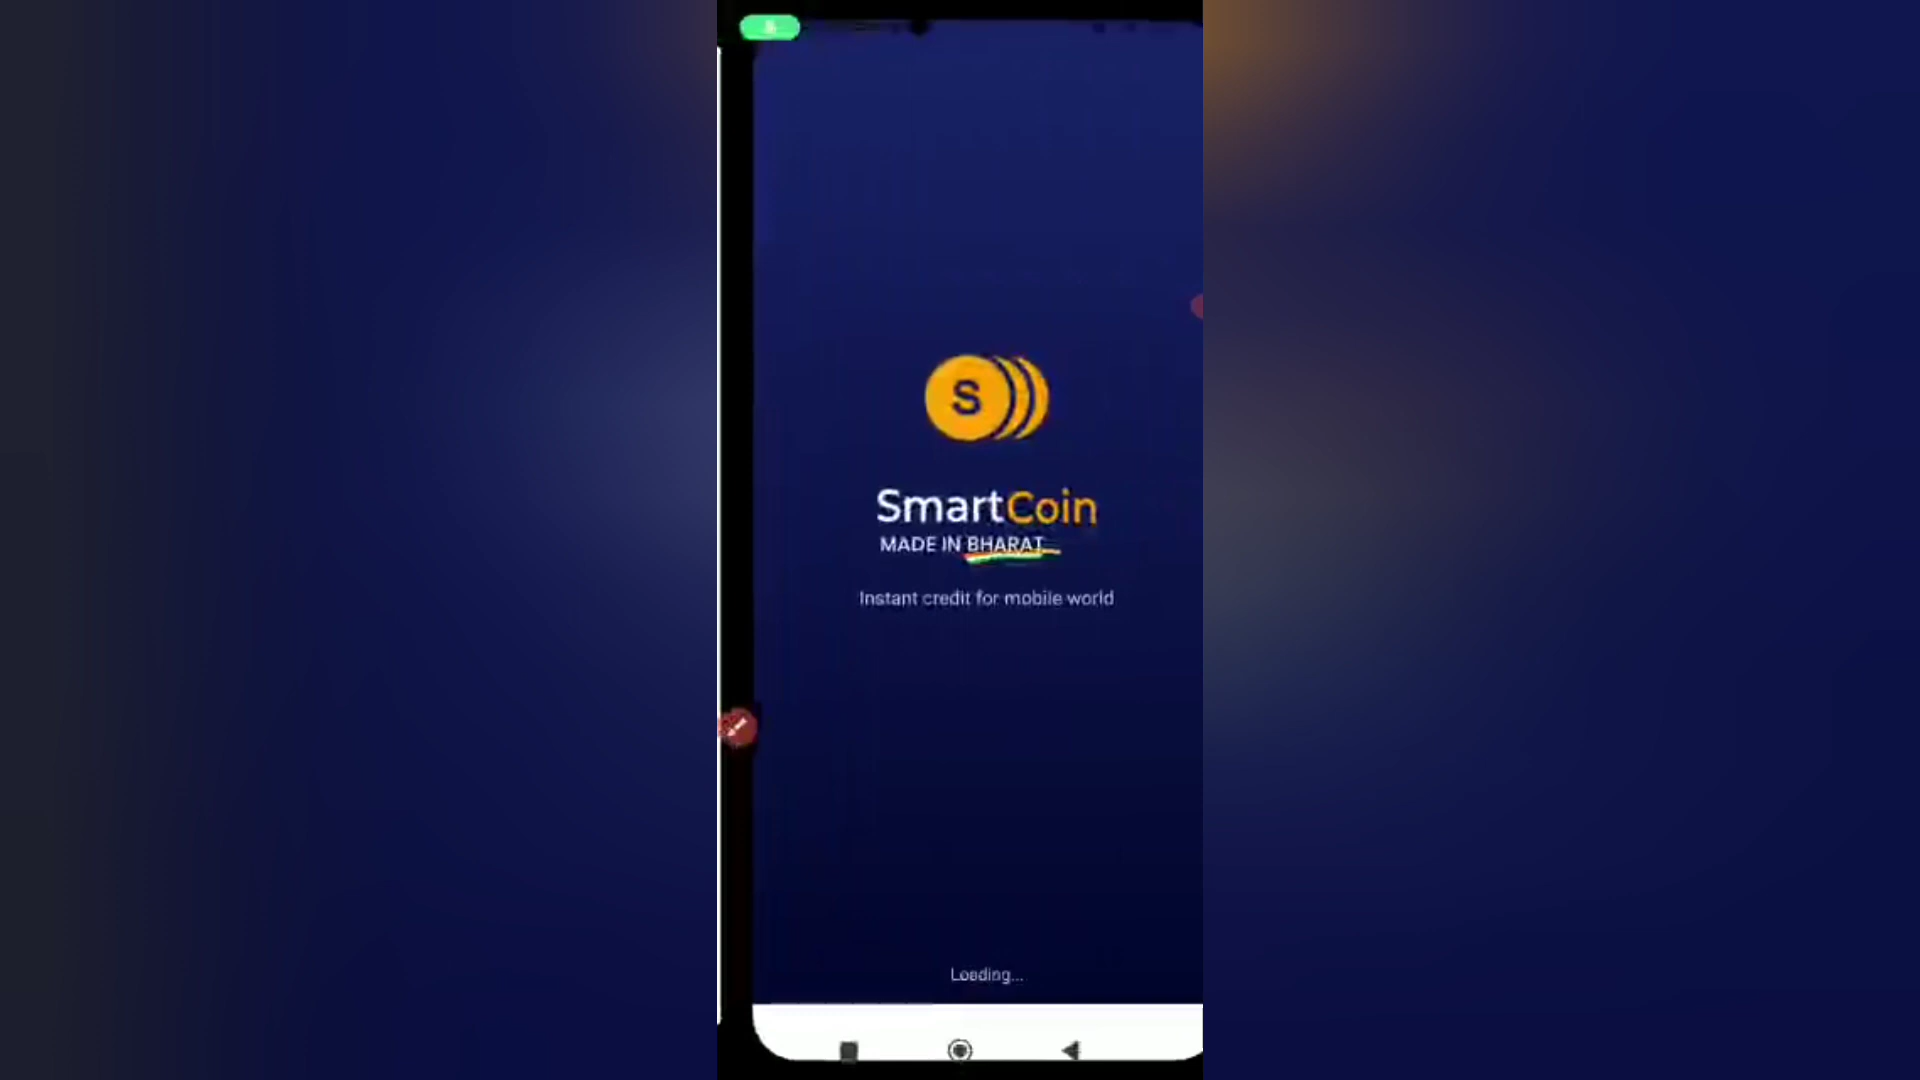 S
SmartCoin
MADE IN BHARAT
Instant credit for mobile world
Loading...